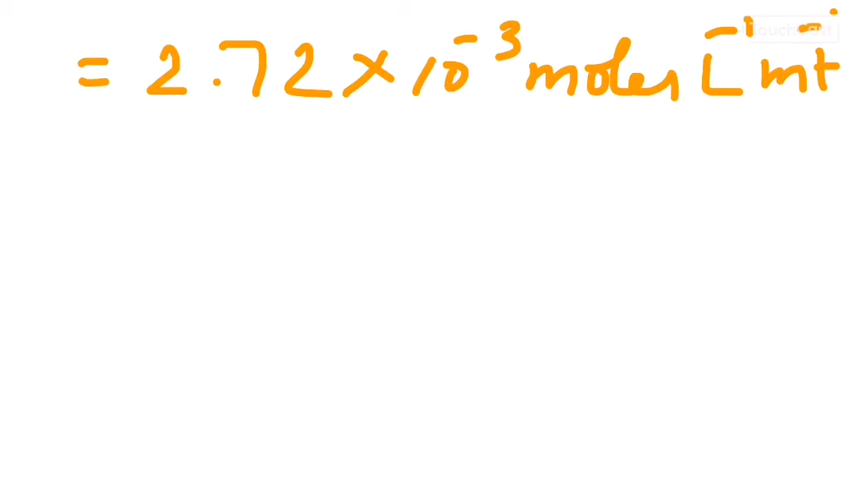 = 2.72 × 10⁻³ moles L⁻¹ mt⁻¹